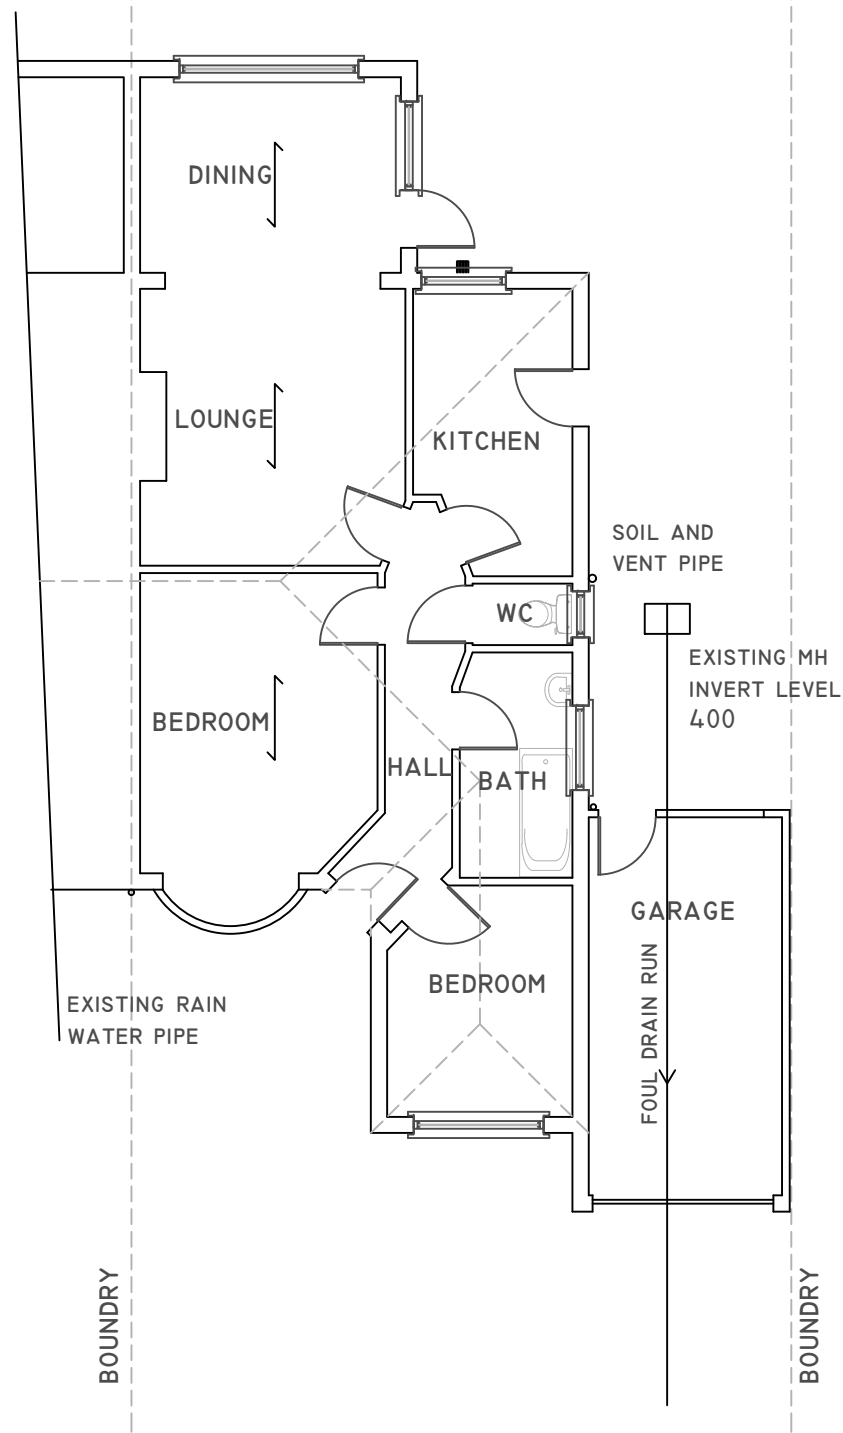 DINING
LOUNGE
KITCHEN
SOIL AND
VENT PIPE
WC
EXISTING MH
INVERT LEVEL
400
BEDROOM
HALL
BATH
GARAGE
BEDROOM
EXISTING RAIN
WATER PIPE
FOUL DRAIN RUN
BOUNDRY
BOUNDRY